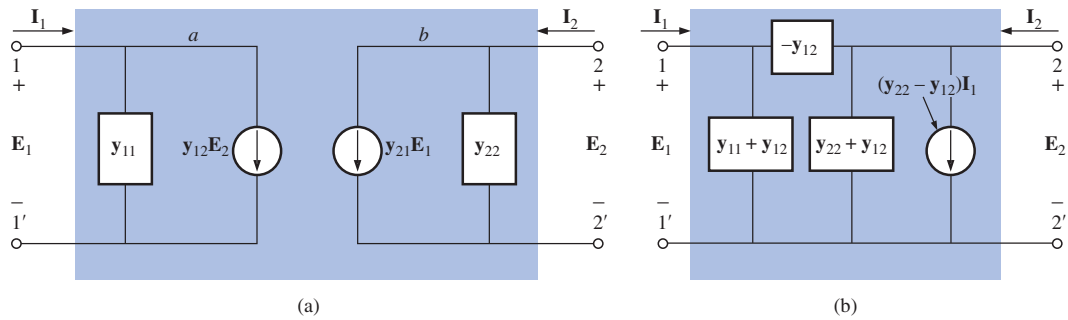 I₁
a
b
I₂
1
+
E₁
−
1′
y₁₁
y₁₂E₂
y₂₁E₁
y₂₂
2
+
E₂
−
2′
(a)
I₁
I₂
1
+
E₁
−
1′
−y₁₂
y₁₁ + y₁₂
y₂₂ + y₁₂
(y₂₂ − y₁₂)I₁
2
+
E₂
−
2′
(b)